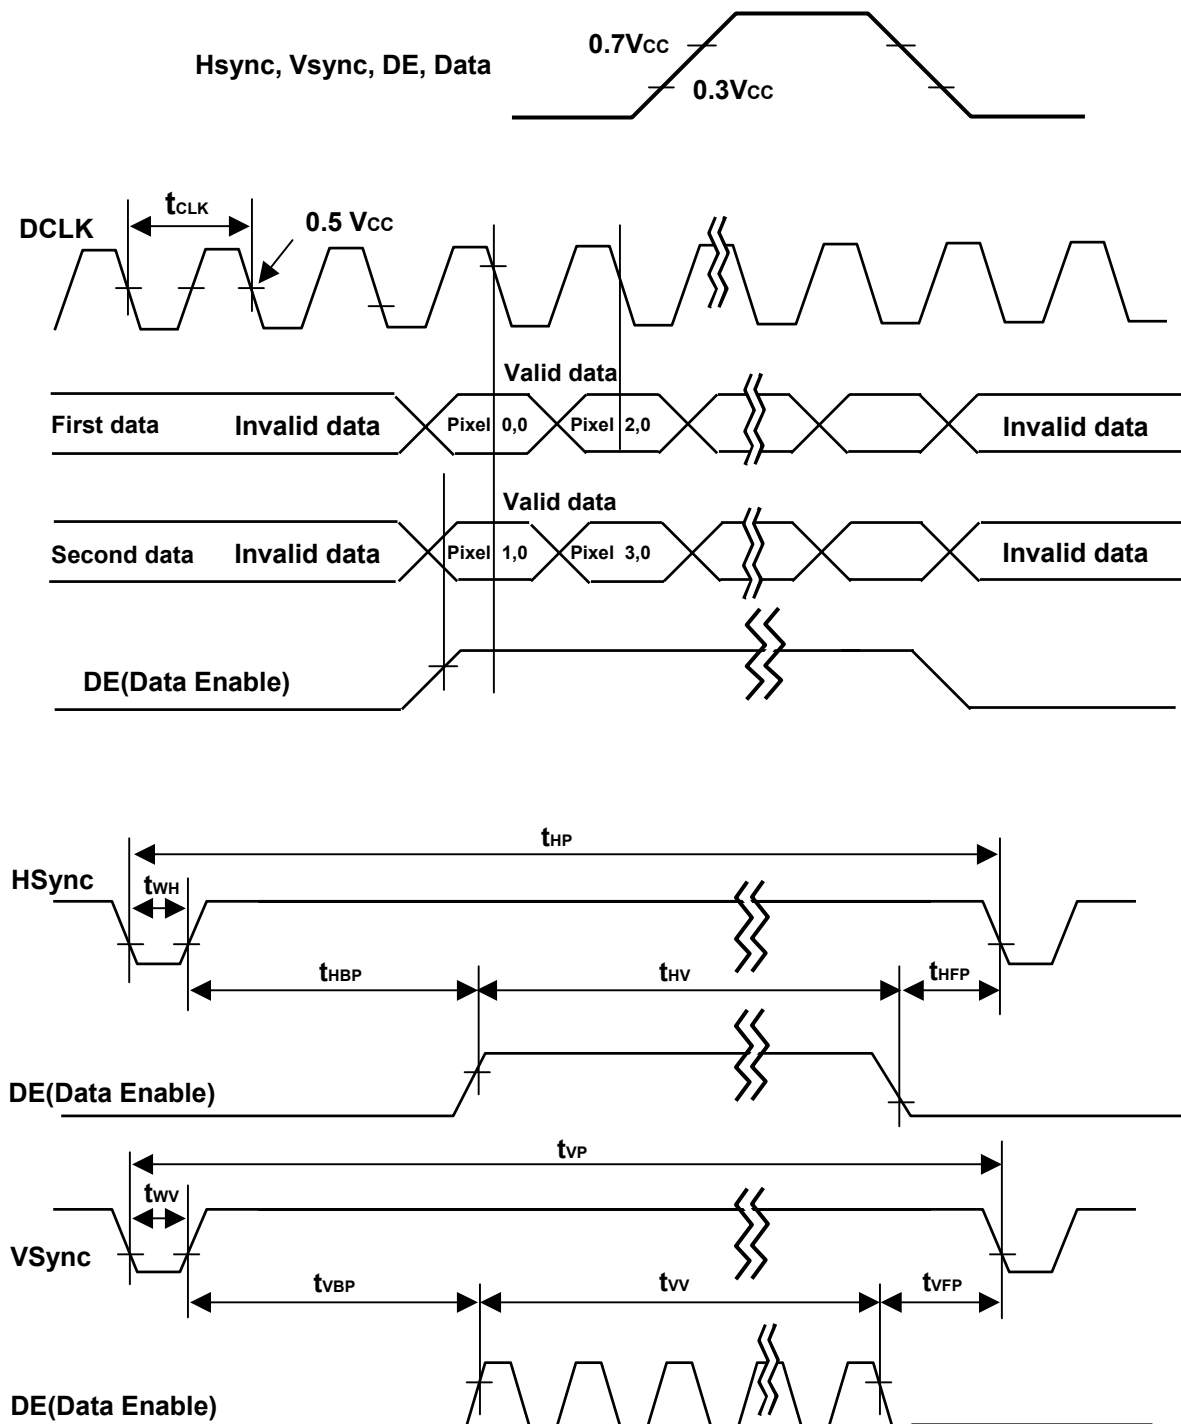 0.7VCC
Hsync, Vsync, DE, Data
0.3VCC
tCLK
DCLK
0.5 VCC
Valid data
First data Invalid data Pixel 0,0 Pixel 2,0 Invalid data
Valid data
Second data Invalid data Pixel 1,0 Pixel 3,0 Invalid data
DE(Data Enable)
tHP
HSync
tWH
tHBP tHV tHFP
DE(Data Enable)
tVP
tWV
VSync
tVBP tVV tVFP
DE(Data Enable)